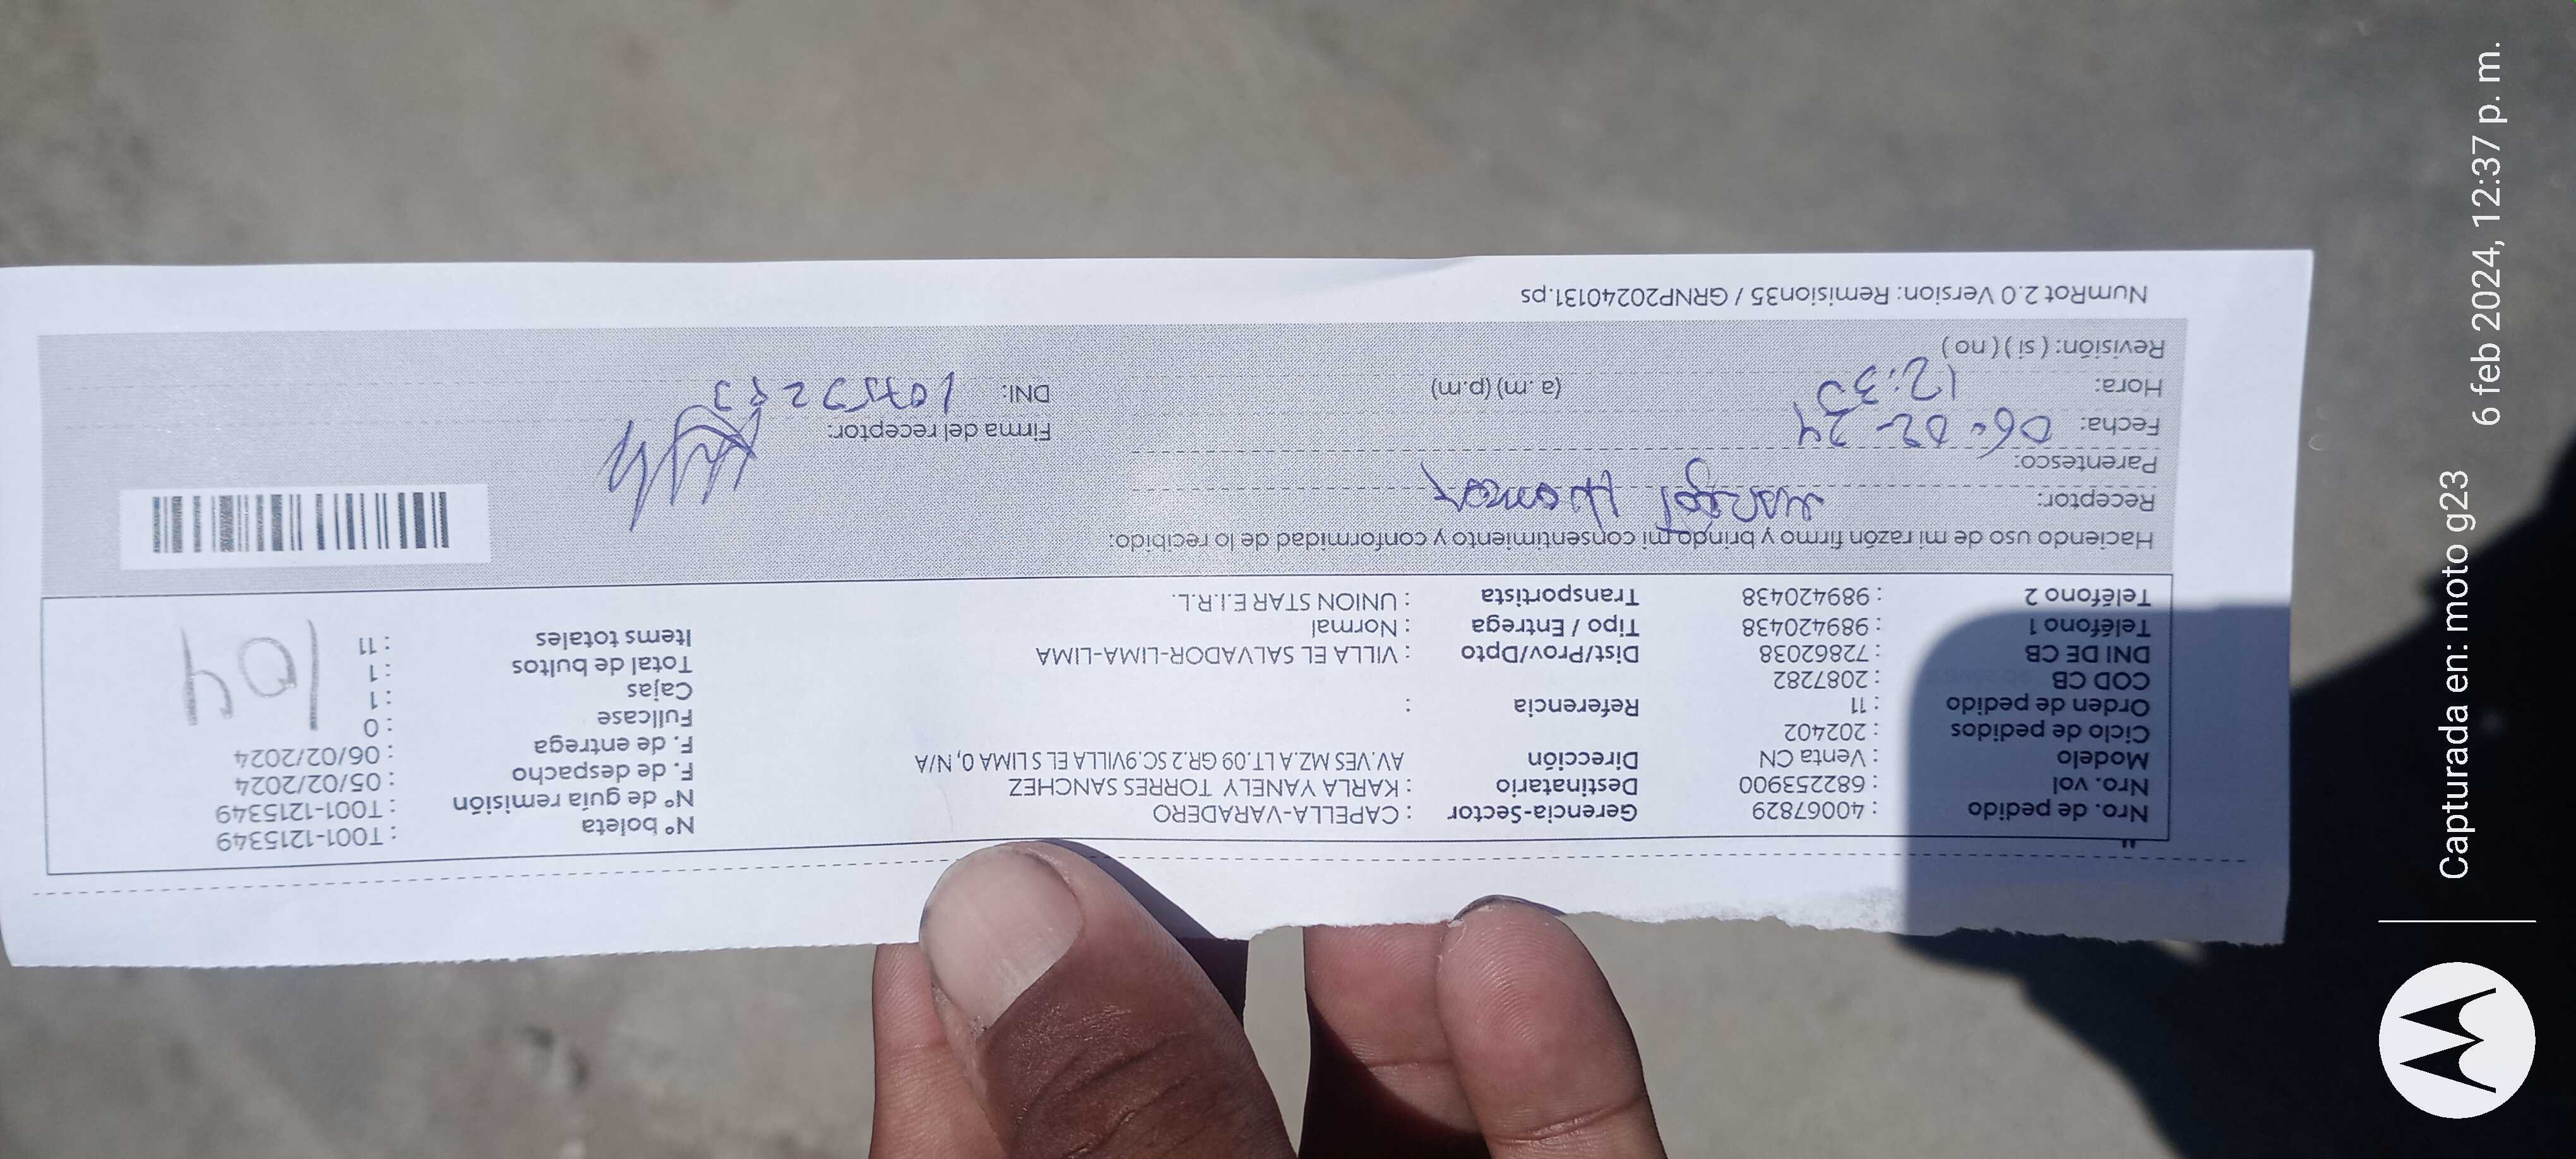 Nro. de pedido : 40067829 Gerencia-Sector : CAPELLA-VARADERO N° boleta : T001-1215349
Nro. vol : 682253900 Destinatario : KARLA YANELY TORRES SANCHEZ N° de guia remisión : T001-1215349
Modelo : Venta CN Dirección AV.VES MZ.A LT.09 GR.2 SC.9VILLA EL S LIMA 0, N/A F. de despacho : 05/02/2024
Ciclo de pedidos : 202402 F. de entrega : 06/02/2024
Orden de pedido : 11 Referencia : Fullcase : 0
COD CB : 2087282 Cajas : 1
DNI DE CB : 72862038 Dist/Prov/Dpto : VILLA EL SALVADOR-LIMA-LIMA Total de bultos : 1
Teléfono 1 : 989420438 Tipo / Entrega : Normal Items totales : 11
Teléfono 2 : 989420438 Transportista : UNION STAR E.I.R.L.
104
Haciendo uso de mi razón firmo y brindo mi consentimiento y conformidad de lo recibido:
Receptor:
Parentesco:
Fecha: 06-02-24 Firma del receptor:
Hora: 12:33 (a .m) (p.m) DNI:
Revisión: ( si ) ( no )
NumRot 2.0 Version: Remision35 / GRNP20240131.ps
Capturada en: moto g23 6 feb 2024, 12:37 p. m.